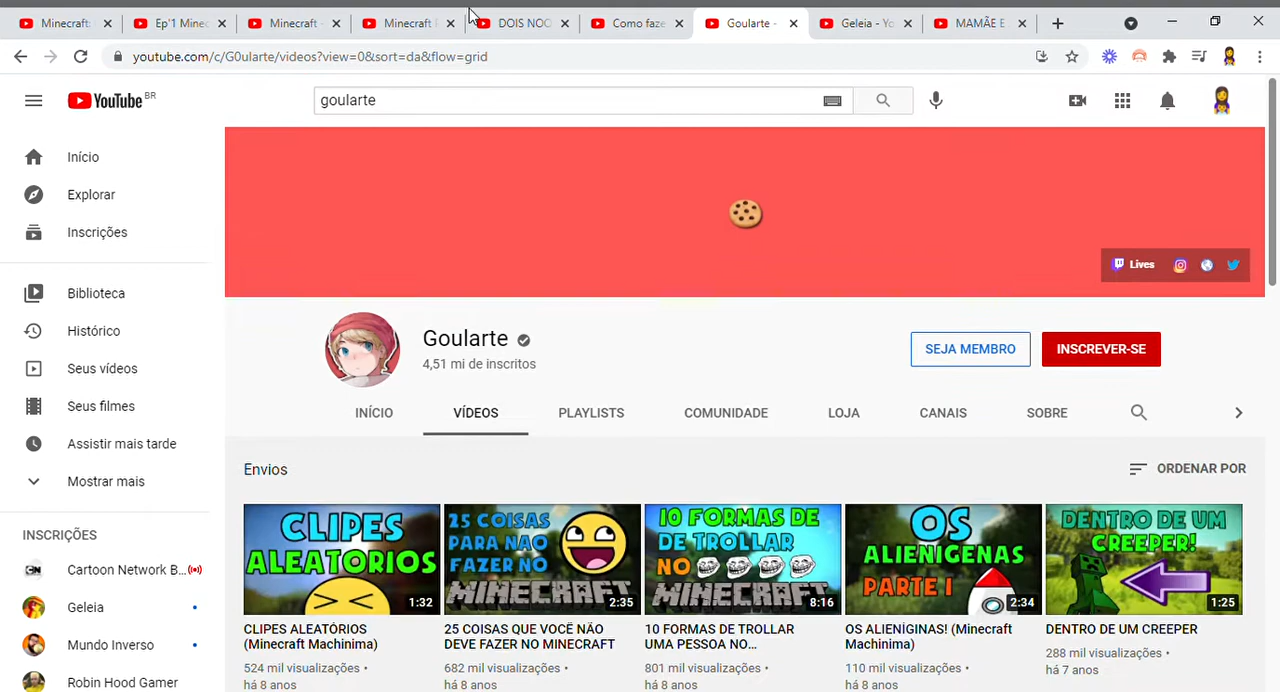 Minecraft:
Ep'1 Minec
Minecraft -
Minecraft
DOIS NOO
Como faze
Goularte -
Geleia - Yo
MAMÃE E
youtube.com/c/G0ularte/videos?view=0&sort=da&flow=grid
YouTube BR
goularte
Início
Explorar
Inscrições
Biblioteca
Histórico
Seus vídeos
Seus filmes
Assistir mais tarde
Mostrar mais
INSCRIÇÕES
CN
Cartoon Network B...
Geleia
Mundo Inverso
Robin Hood Gamer
Lives
Goularte
4,51 mi de inscritos
SEJA MEMBRO
INSCREVER-SE
INÍCIO
VÍDEOS
PLAYLISTS
COMUNIDADE
LOJA
CANAIS
SOBRE
Envios
ORDENAR POR
CLIPES
ALEATORIOS
1:32
CLIPES ALEATÓRIOS
(Minecraft Machinima)
524 mil visualizações •
há 8 anos
25 COISAS
PARA NAO
FAZER NO
MINECRAFT
2:35
25 COISAS QUE VOCÊ NÃO
DEVE FAZER NO MINECRAFT
682 mil visualizações •
há 8 anos
10 FORMAS DE
DE TROLLAR
NO
MINECRAFT
8:16
10 FORMAS DE TROLLAR
UMA PESSOA NO...
801 mil visualizações •
há 8 anos
OS
ALIENIGENAS
PARTE I
2:34
OS ALIENÍGINAS! (Minecraft
Machinima)
110 mil visualizações •
há 8 anos
DENTRO DE UM
CREEPER!
1:25
DENTRO DE UM CREEPER
288 mil visualizações •
há 7 anos